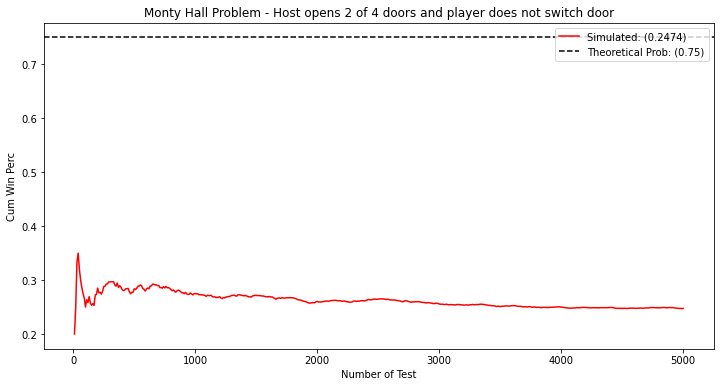 Monty Hall Problem - Host opens 2 of 4 doors and player does not switch door
Simulated: (0.2474)
Theoretical Prob: (0.75)
Cum Win Perc
0.7
0.6
0.5
0.4
0.3
0.2
0
1000
2000
3000
4000
5000
Number of Test